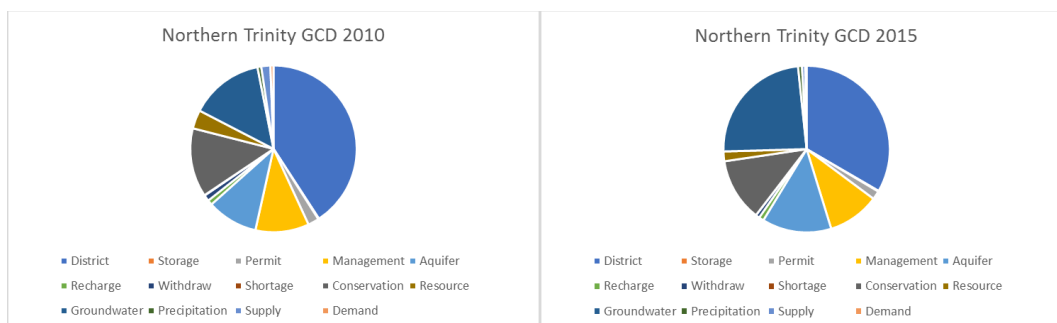 Northern Trinity GCD 2010
District Storage Permit Management Aquifer
Recharge Withdraw Shortage Conservation Resource
Groundwater Precipitation Supply Demand
Northern Trinity GCD 2015
District Storage Permit Management Aquifer
Recharge Withdraw Shortage Conservation Resource
Groundwater Precipitation Supply Demand